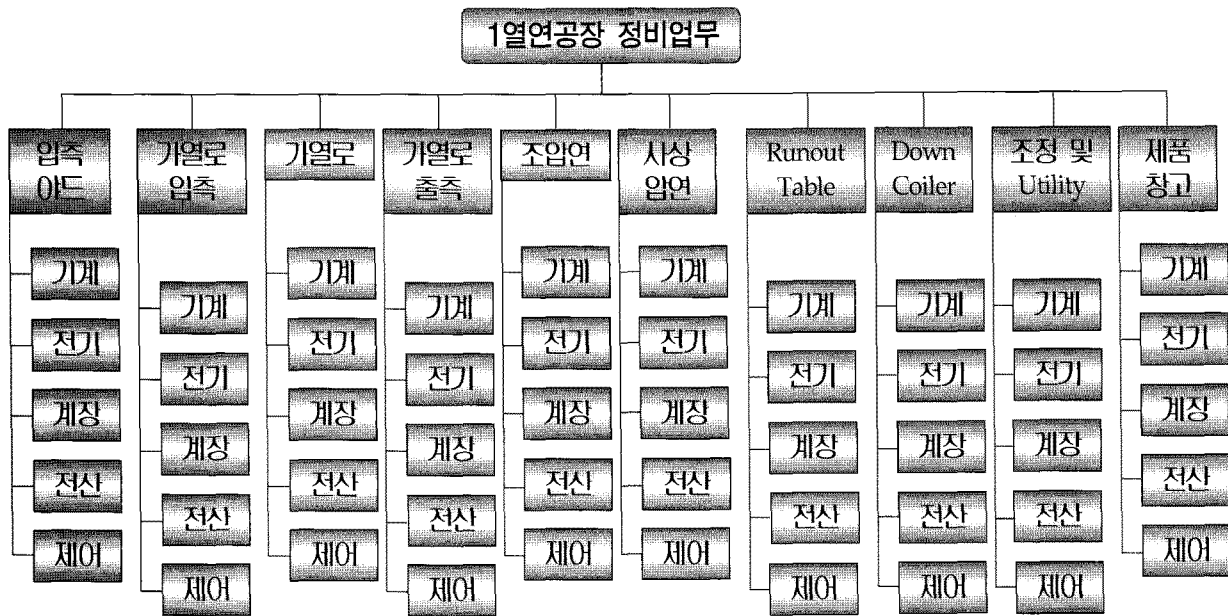 1열연공장 정비업무
입측
야드
기계
전기
계장
전산
제어
가열로
입측
기계
전기
계장
전산
제어
가열로
기계
전기
계장
전산
제어
가열로
출측
기계
전기
계장
전산
제어
조압연
기계
전기
계장
전산
제어
사상
압연
기계
전기
계장
전산
제어
Runout
Table
기계
전기
계장
전산
제어
Down
Coiler
기계
전기
계장
전산
제어
조정 및
Utility
기계
전기
계장
전산
제어
제품
창고
기계
전기
계장
전산
제어